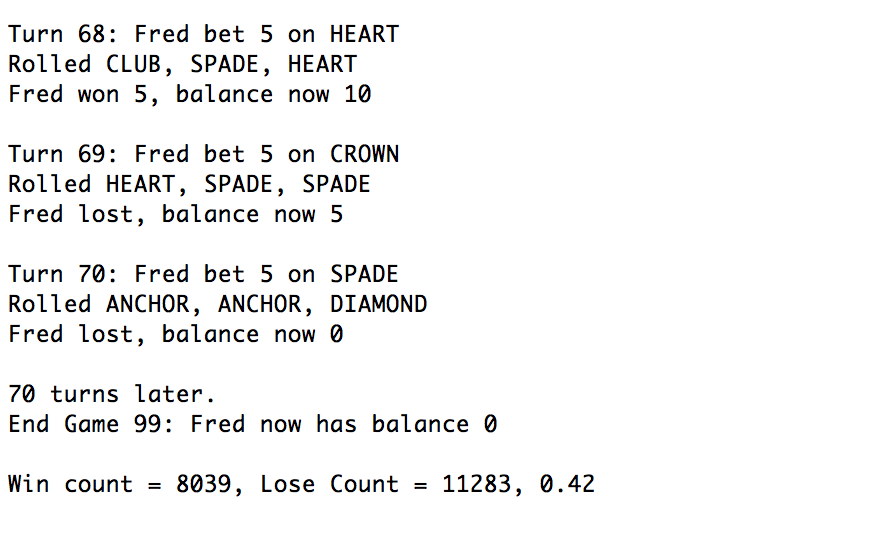 Turn 68: Fred bet 5 on HEART
Rolled CLUB, SPADE, HEART
Fred won 5, balance now 10
Turn 69: Fred bet 5 on CROWN
Rolled HEART, SPADE, SPADE
Fred lost, balance now 5
Turn 70: Fred bet 5 on SPADE
Rolled ANCHOR, ANCHOR, DIAMOND
Fred lost, balance now 0
70 turns later.
End Game 99: Fred now has balance 0
Win count = 8039, Lose Count = 11283, 0.42